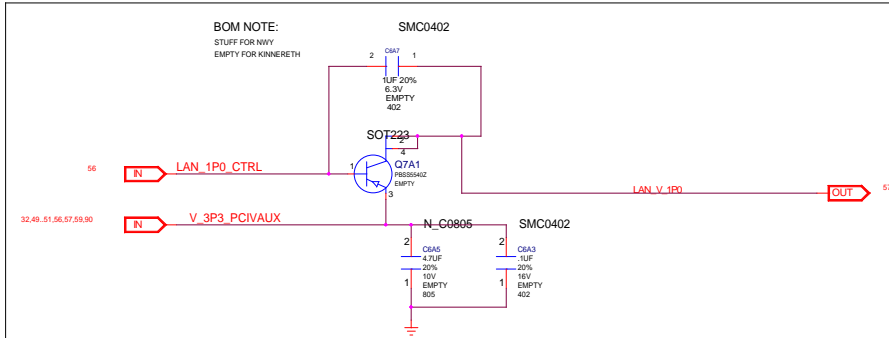 BOM NOTE:
STUFF FOR NWY
EMPTY FOR KINNERETH
SMC0402
C6A7
2
1
1UF 20%
6.3V
EMPTY
402
SOT223
2
4
56
IN
LAN_1P0_CTRL
1
Q7A1
PBSS5540Z
EMPTY
3
LAN_V_1P0
OUT
57
32,49..51,56,57,59,90
IN
V_3P3_PCIVAUX
N_C0805
SMC0402
2
C6A5
4.7UF
20%
10V
EMPTY
805
1
2
C6A3
.1UF
20%
16V
EMPTY
402
1